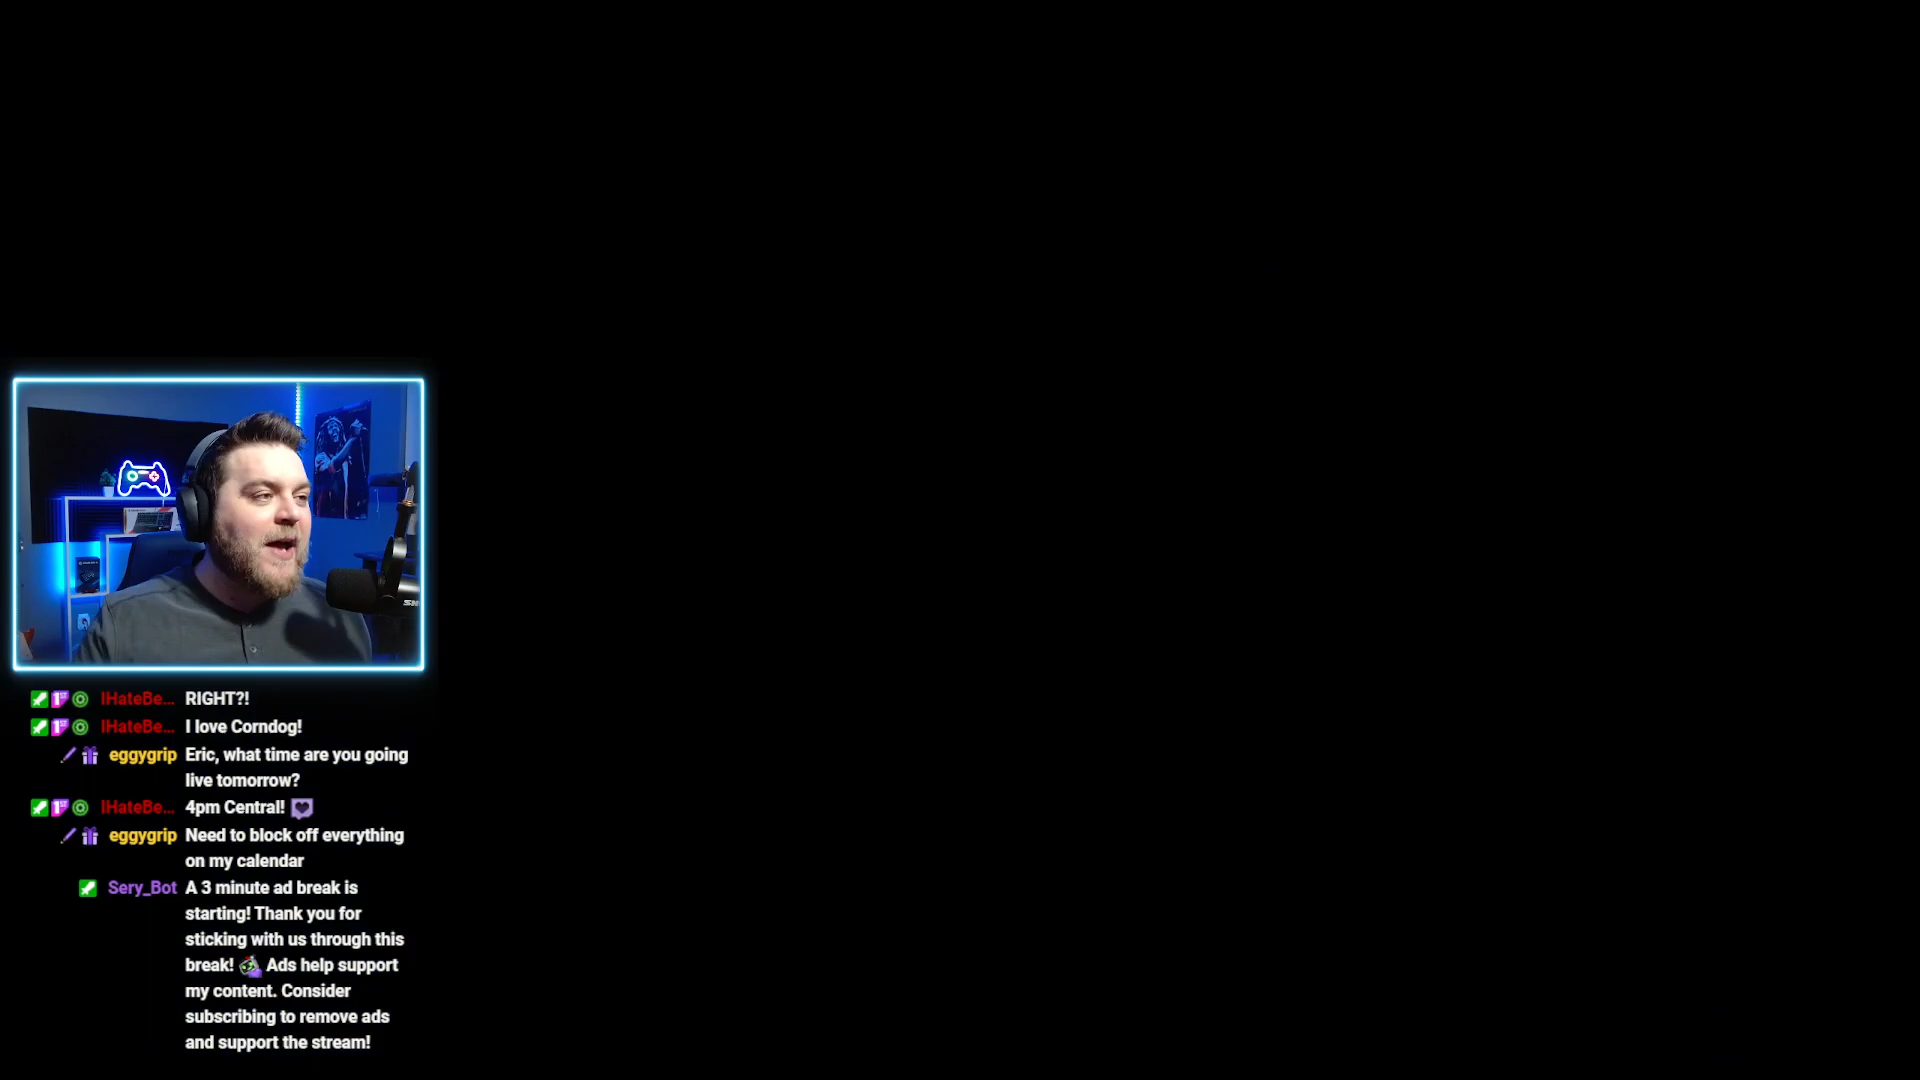 IHateBe... RIGHT?!
IHateBe... I love Corndog!
eggygrip Eric, what time are you going
live tomorrow?
IHateBe... 4pm Central!
eggygrip Need to block off everything
on my calendar
Sery_Bot A 3 minute ad break is
starting! Thank you for
sticking with us through this
break! Ads help support
my content. Consider
subscribing to remove ads
and support the stream!